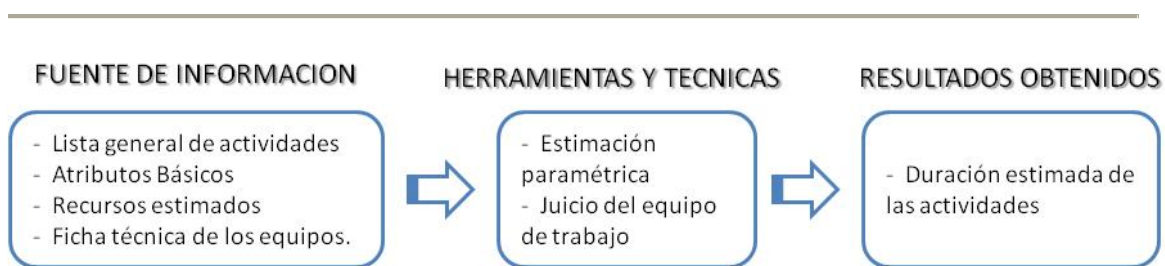 FUENTE DE INFORMACION
- Lista general de actividades
- Atributos Básicos
- Recursos estimados
- Ficha técnica de los equipos.
HERRAMIENTAS Y TECNICAS
- Estimación
paramétrica
- Juicio del equipo
de trabajo
RESULTADOS OBTENIDOS
- Duración estimada de
las actividades